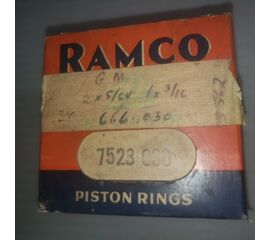 RAMCO
G.M.
2 x 5/64 1 x 3/16
666.030
7523 030
PISTON RINGS